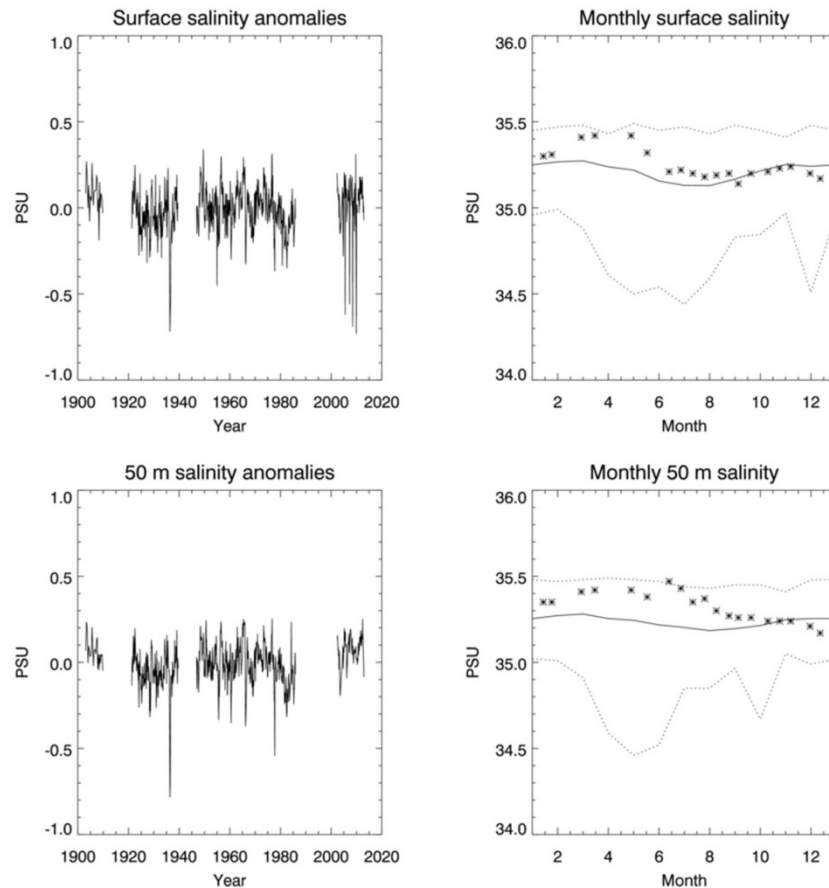 Surface salinity anomalies
1.0
0.5
0.0
-0.5
-1.0
PSU
1900 1920 1940 1960 1980 2000 2020
Year
Monthly surface salinity
36.0
35.5
35.0
34.5
34.0
PSU
2 4 6 8 10 12
Month
50 m salinity anomalies
1.0
0.5
0.0
-0.5
-1.0
PSU
1900 1920 1940 1960 1980 2000 2020
Year
Monthly 50 m salinity
36.0
35.5
35.0
34.5
34.0
PSU
2 4 6 8 10 12
Month